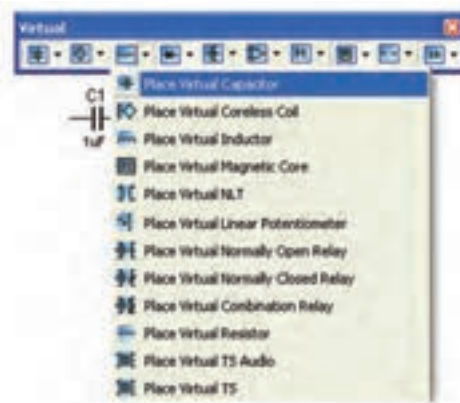 Virtual
Place Virtual Capacitor
C1
1uF
Place Virtual Coreless Coil
Place Virtual Inductor
Place Virtual Magnetic Core
Place Virtual NLT
Place Virtual Linear Potentiometer
Place Virtual Normally Open Relay
Place Virtual Normally Closed Relay
Place Virtual Combination Relay
Place Virtual Resistor
Place Virtual TS Audio
Place Virtual TS